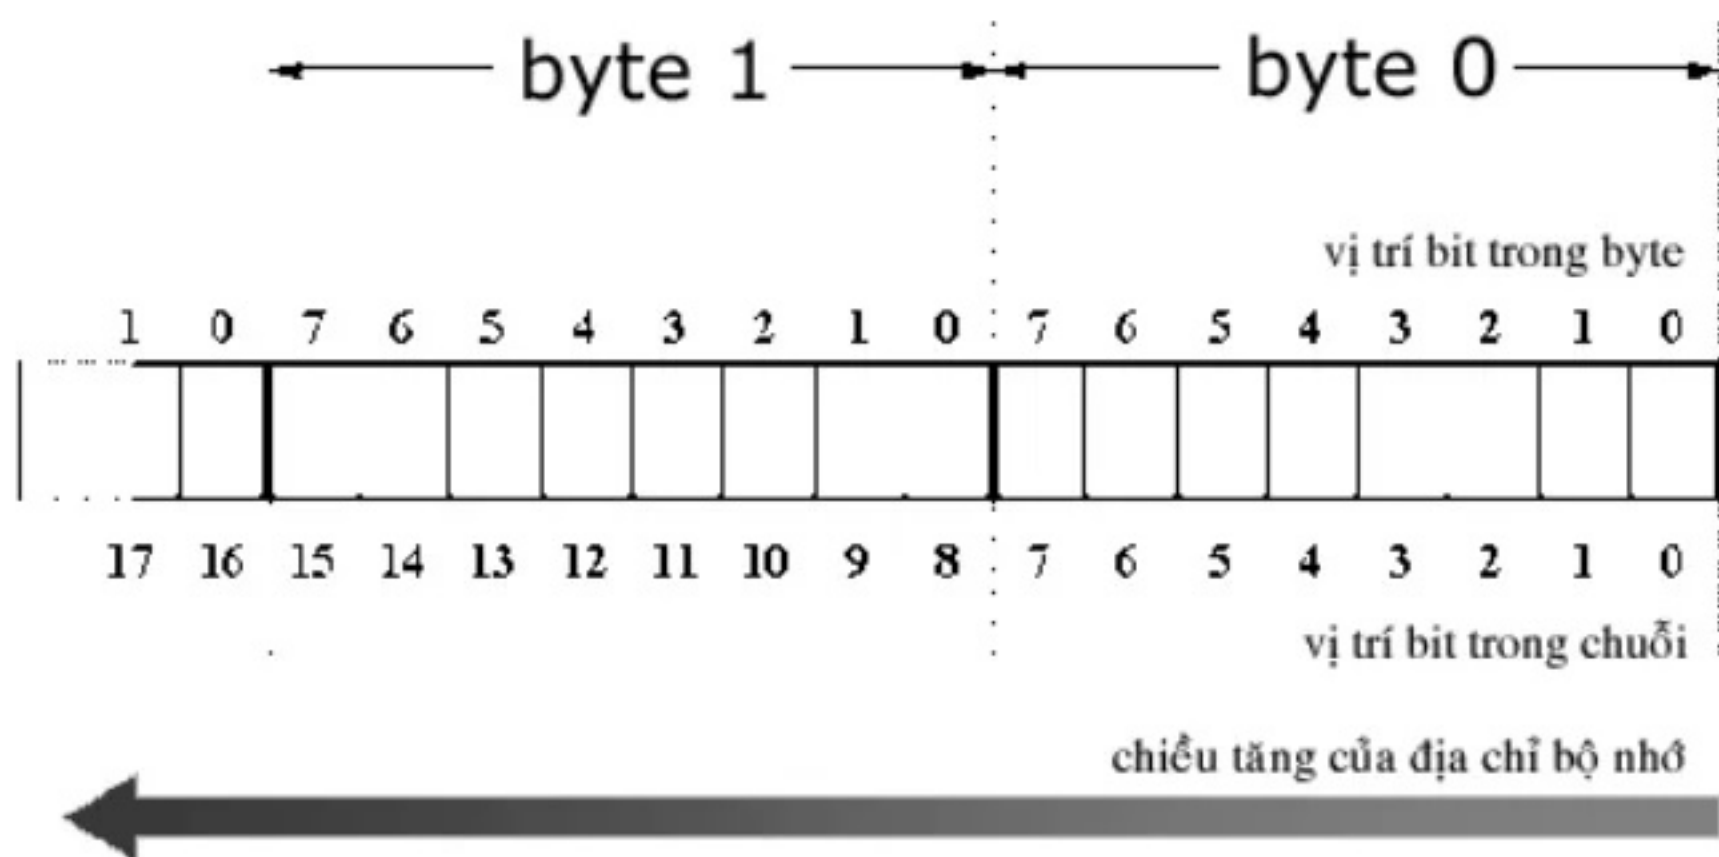 byte 1 byte 0
vị trí bit trong byte
1 0 7 6 5 4 3 2 1 0 7 6 5 4 3 2 1 0
17 16 15 14 13 12 11 10 9 8 7 6 5 4 3 2 1 0
vị trí bit trong chuỗi
chiều tăng của địa chỉ bộ nhớ